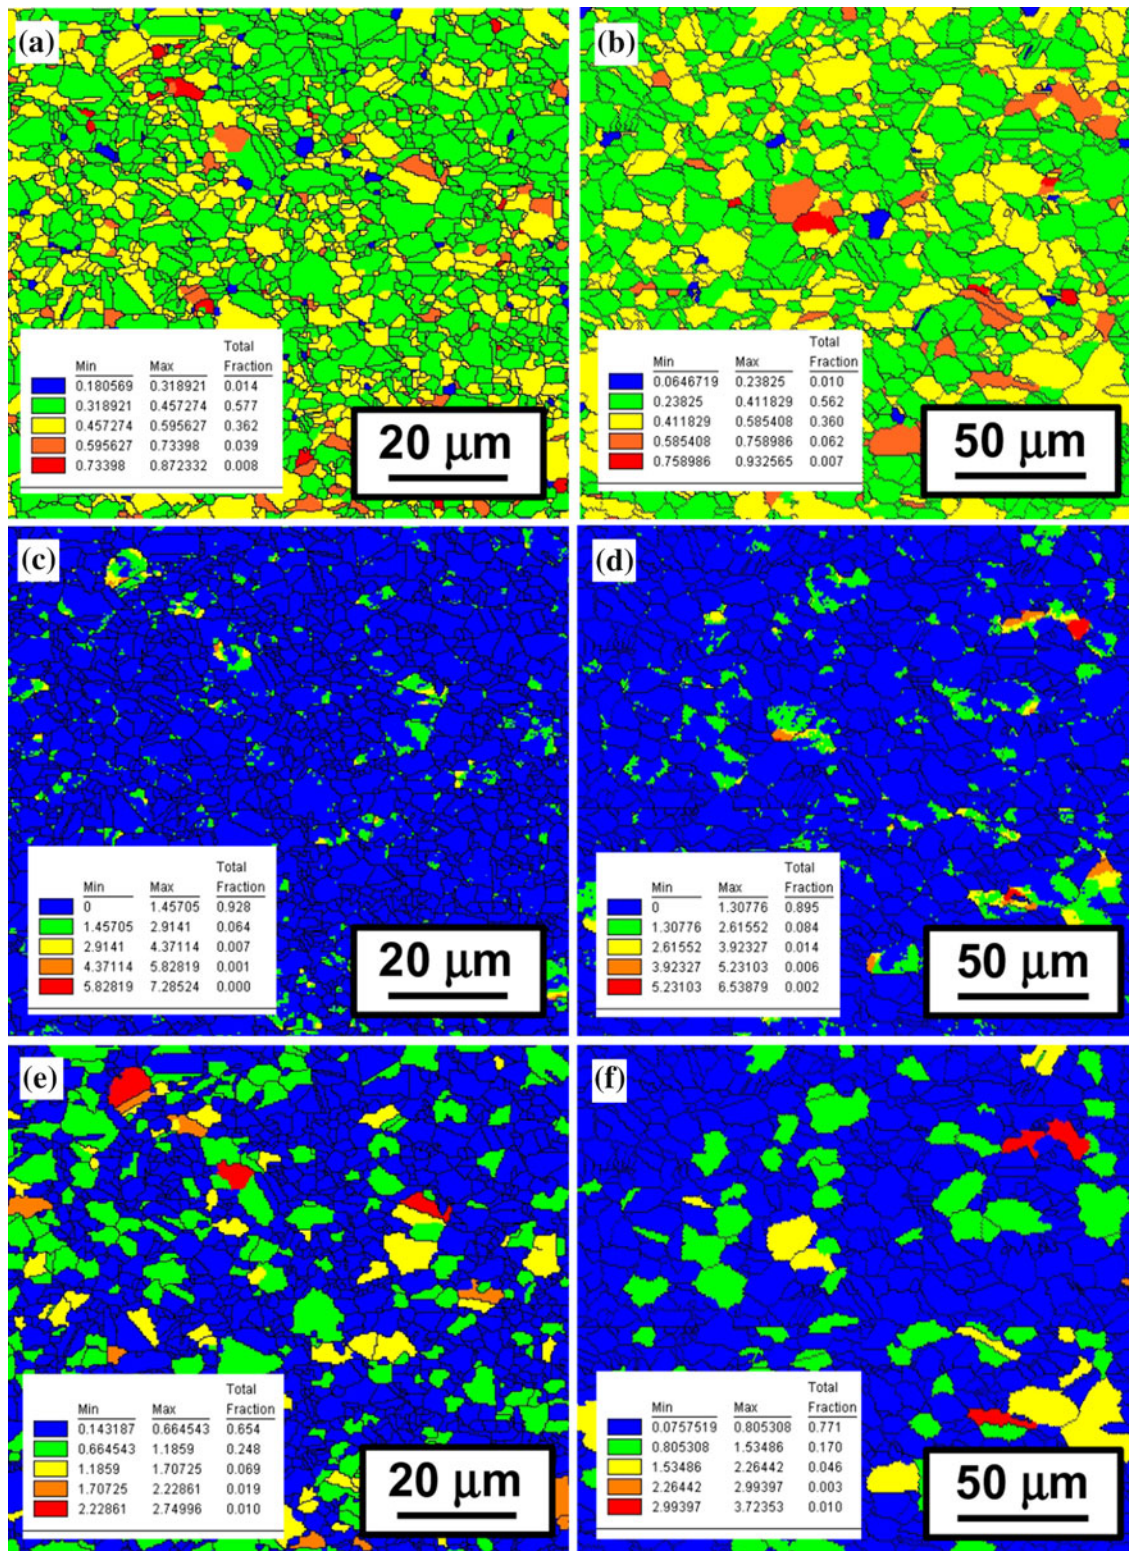 (a)
Total
Min Max Fraction
0.180569 0.318921 0.014
0.318921 0.457274 0.577
0.457274 0.595627 0.362
0.595627 0.73398 0.039
0.73398 0.872332 0.008
20 μm
(b)
Total
Min Max Fraction
0.0646719 0.23825 0.010
0.23825 0.411829 0.562
0.411829 0.585408 0.360
0.585408 0.758986 0.062
0.758986 0.932565 0.007
50 μm
(c)
Total
Min Max Fraction
0 1.45705 0.928
1.45705 2.9141 0.064
2.9141 4.37114 0.007
4.37114 5.82819 0.001
5.82819 7.28524 0.000
20 μm
(d)
Total
Min Max Fraction
0 1.30776 0.895
1.30776 2.61552 0.084
2.61552 3.92327 0.014
3.92327 5.23103 0.006
5.23103 6.53879 0.002
50 μm
(e)
Total
Min Max Fraction
0.143187 0.664543 0.654
0.664543 1.1859 0.248
1.1859 1.70725 0.069
1.70725 2.22861 0.019
2.22861 2.74996 0.010
20 μm
(f)
Total
Min Max Fraction
0.0757519 0.805308 0.771
0.805308 1.53486 0.170
1.53486 2.26442 0.046
2.26442 2.99397 0.003
2.99397 3.72353 0.010
50 μm